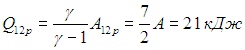 Q₁₂ₚ = γ/(γ − 1) A₁₂ₚ = 7/2 A = 21 кДж